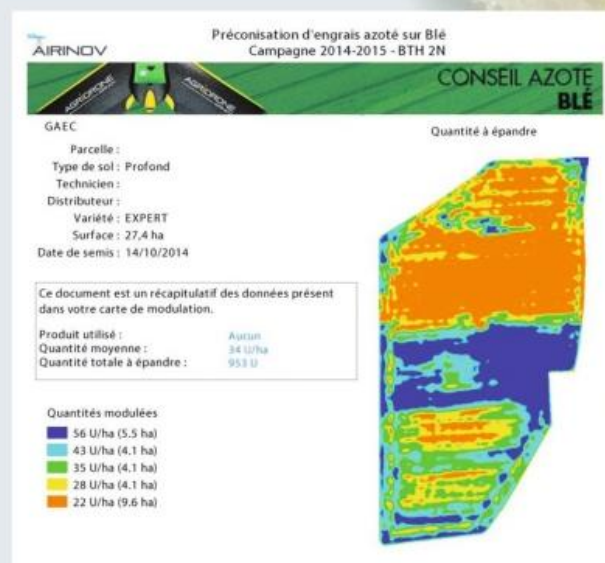 AIRINOV
Préconisation d'engrais azoté sur Blé
Campagne 2014-2015 - BTH 2N
AGRIDRONE
AGRIDRONE
CONSEIL AZOTE
BLÉ
GAEC
Quantité à épandre
Parcelle :
Type de sol : Profond
Technicien :
Distributeur :
Variété : EXPERT
Surface : 27,4 ha
Date de semis : 14/10/2014
Ce document est un récapitulatif des données présent
dans votre carte de modulation.
Produit utilisé : Aucun
Quantité moyenne : 34 U/ha
Quantité totale à épandre : 953 U
Quantités modulées
56 U/ha (5.5 ha)
43 U/ha (4.1 ha)
35 U/ha (4.1 ha)
28 U/ha (4.1 ha)
22 U/ha (9.6 ha)